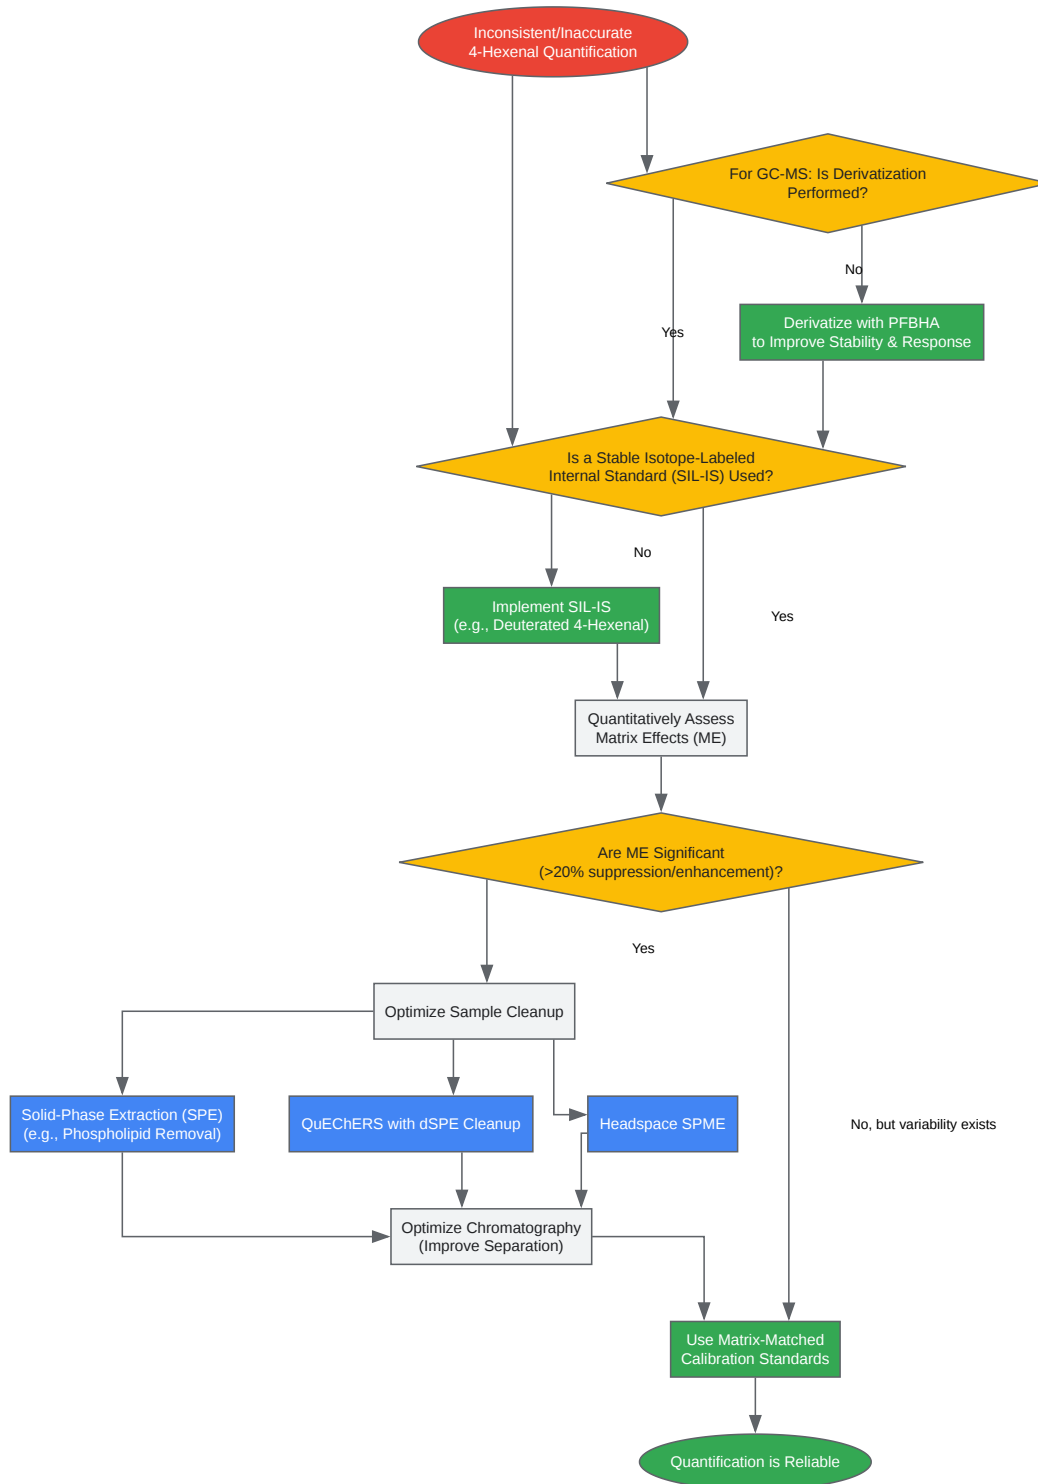 Inconsistent/Inaccurate
4-Hexenal Quantification
For GC-MS: Is Derivatization
Performed?
No
Derivatize with PFBHA
to Improve Stability & Response
Yes
Is a Stable Isotope-Labeled
Internal Standard (SIL-IS) Used?
No
Implement SIL-IS
(e.g., Deuterated 4-Hexenal)
Yes
Quantitatively Assess
Matrix Effects (ME)
Are ME Significant
(>20% suppression/enhancement)?
Yes
Optimize Sample Cleanup
Solid-Phase Extraction (SPE)
(e.g., Phospholipid Removal)
QuEChERS with dSPE Cleanup
Headspace SPME
No, but variability exists
Optimize Chromatography
(Improve Separation)
Use Matrix-Matched
Calibration Standards
Quantification is Reliable